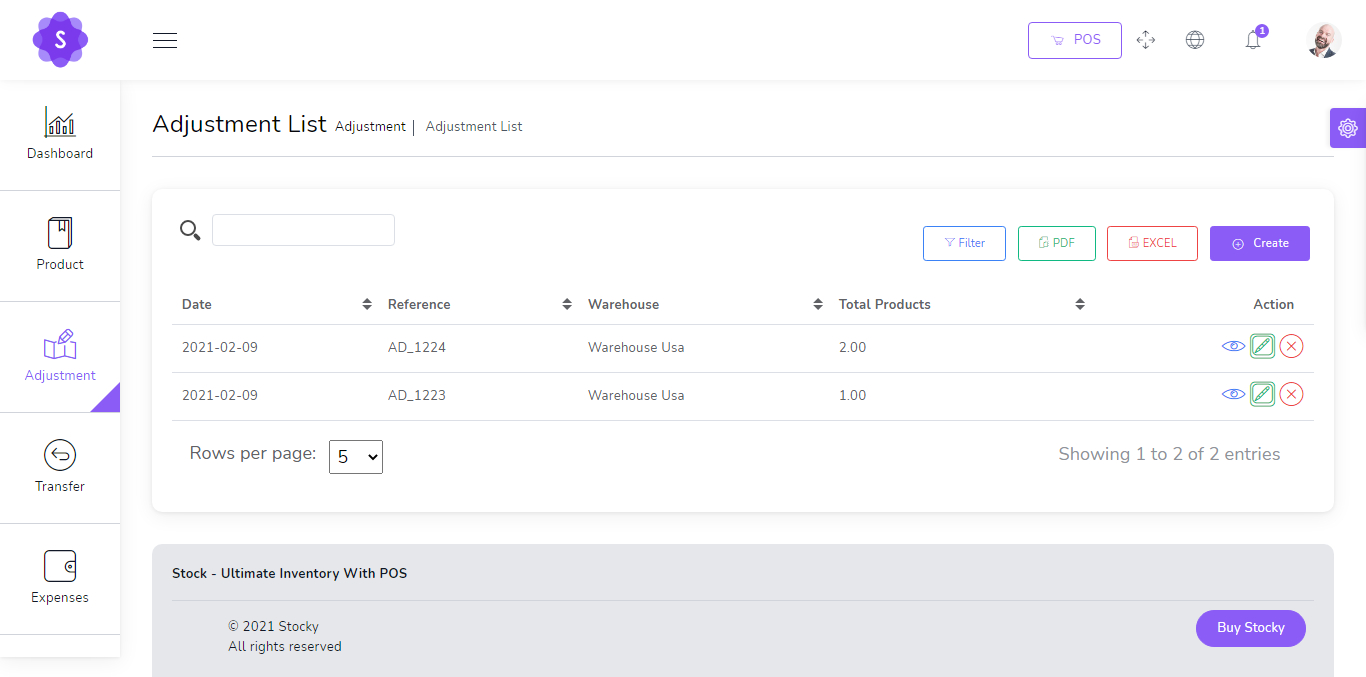 S
POS
1
Dashboard
Product
Adjustment
Transfer
Expenses
Adjustment List Adjustment | Adjustment List
Filter PDF EXCEL Create
Date Reference Warehouse Total Products Action
2021-02-09 AD_1224 Warehouse Usa 2.00
2021-02-09 AD_1223 Warehouse Usa 1.00
Rows per page: 5 Showing 1 to 2 of 2 entries
Stock - Ultimate Inventory With POS
© 2021 Stocky
All rights reserved
Buy Stocky